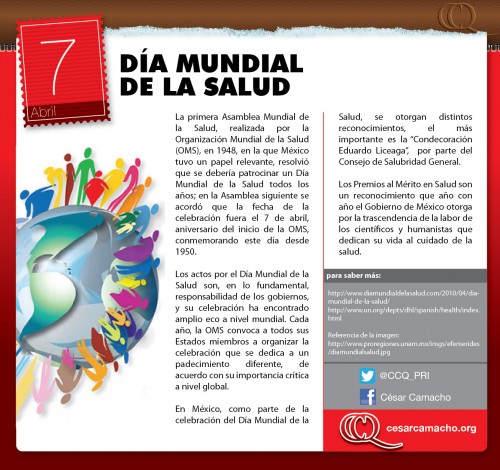 7
Abril
DÍA MUNDIAL
DE LA SALUD
La primera Asamblea Mundial de
la Salud, realizada por la
Organización Mundial de la Salud
(OMS), en 1948, en la que México
tuvo un papel relevante, resolvió
que se debería patrocinar un Día
Mundial de la Salud todos los
años; en la Asamblea siguiente se
acordó que la fecha de la
celebración fuera el 7 de abril,
aniversario del inicio de la OMS,
conmemorando este día desde
1950.
Los actos por el Día Mundial de la
Salud son, en lo fundamental,
responsabilidad de los gobiernos,
y su celebración ha encontrado
amplio eco a nivel mundial. Cada
año, la OMS convoca a todos sus
Estados miembros a organizar la
celebración que se dedica a un
padecimiento diferente, de
acuerdo con su importancia crítica
a nivel global.
En México, como parte de la
celebración del Día Mundial de la
Salud, se otorgan distintos
reconocimientos, el más
importante es la “Condecoración
Eduardo Liceaga”, por parte del
Consejo de Salubridad General.
Los Premios al Mérito en Salud son
un reconocimiento que año con
año el Gobierno de México otorga
por la trascendencia de la labor de
los científicos y humanistas que
dedican su vida al cuidado de la
salud.
para saber más:
http://www.diamundialdelasalud.com/2010/04/dia-
mundial-de-la-salud/
http://www.un.org/depts/dhl/spanish/health/index.
html
Referencia de la imagen:
http://www.proregiones.unam.mx/imgs/efemerides
/diamundialsalud.jpg
@CCQ_PRI
César Camacho
cesarcamacho.org